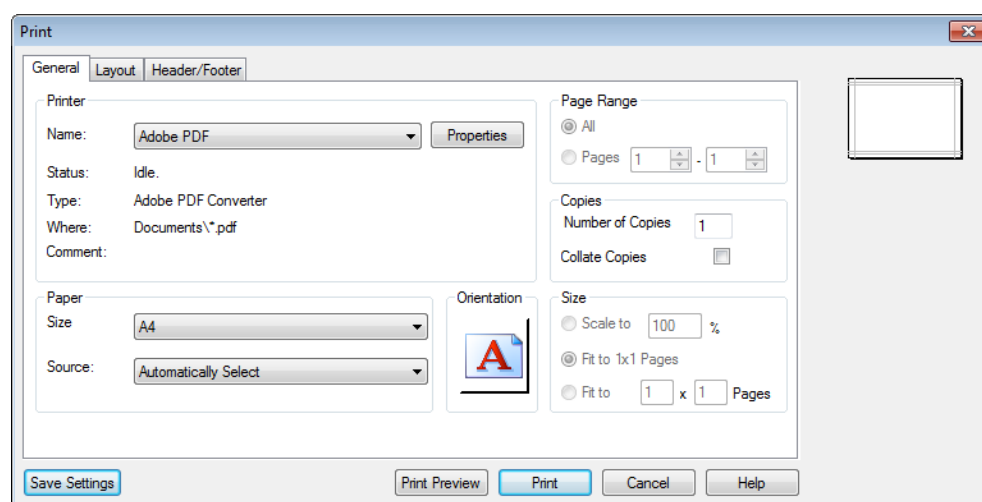 Print
General Layout Header/Footer
Printer
Name: Adobe PDF Properties
Status: Idle.
Type: Adobe PDF Converter
Where: Documents\*.pdf
Comment:
Page Range
All
Pages 1 - 1
Copies
Number of Copies 1
Collate Copies
Paper
Size A4
Source: Automatically Select
Orientation
A
Size
Scale to 100 %
Fit to 1x1 Pages
Fit to 1 x 1 Pages
Save Settings Print Preview Print Cancel Help